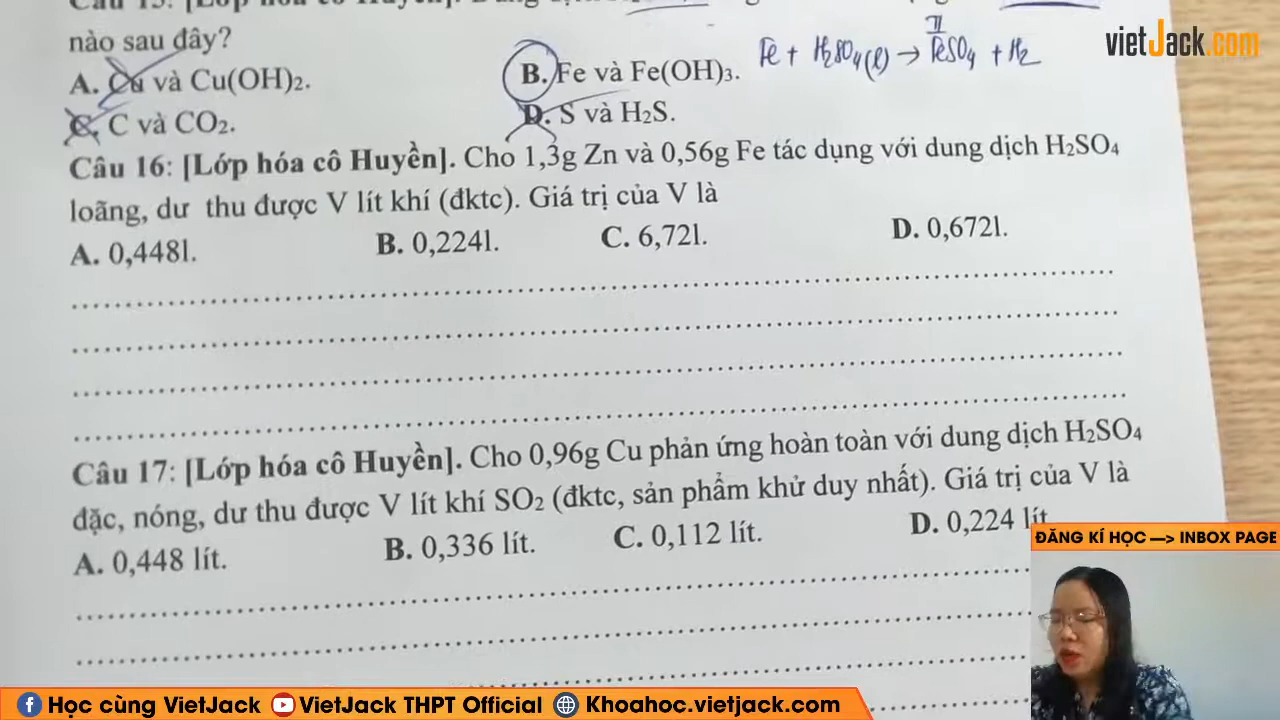 vietJack.com
nào sau đây?
Fe + H₂SO₄(l) → FeSO₄ + H₂
II
A. Cu và Cu(OH)₂.
B. Fe và Fe(OH)₃.
C. C và CO₂.
D. S và H₂S.
Câu 16: [Lớp hóa cô Huyền]. Cho 1,3g Zn và 0,56g Fe tác dụng với dung dịch H₂SO₄
loãng, dư thu được V lít khí (đktc). Giá trị của V là
A. 0,448l.
B. 0,224l.
C. 6,72l.
D. 0,672l.
Câu 17: [Lớp hóa cô Huyền]. Cho 0,96g Cu phản ứng hoàn toàn với dung dịch H₂SO₄
đặc, nóng, dư thu được V lít khí SO₂ (đktc, sản phẩm khử duy nhất). Giá trị của V là
A. 0,448 lít.
B. 0,336 lít.
C. 0,112 lít.
D. 0,224 lít
ĐĂNG KÍ HỌC —> INBOX PAGE
Học cùng VietJack
VietJack THPT Official
Khoahoc.vietjack.com